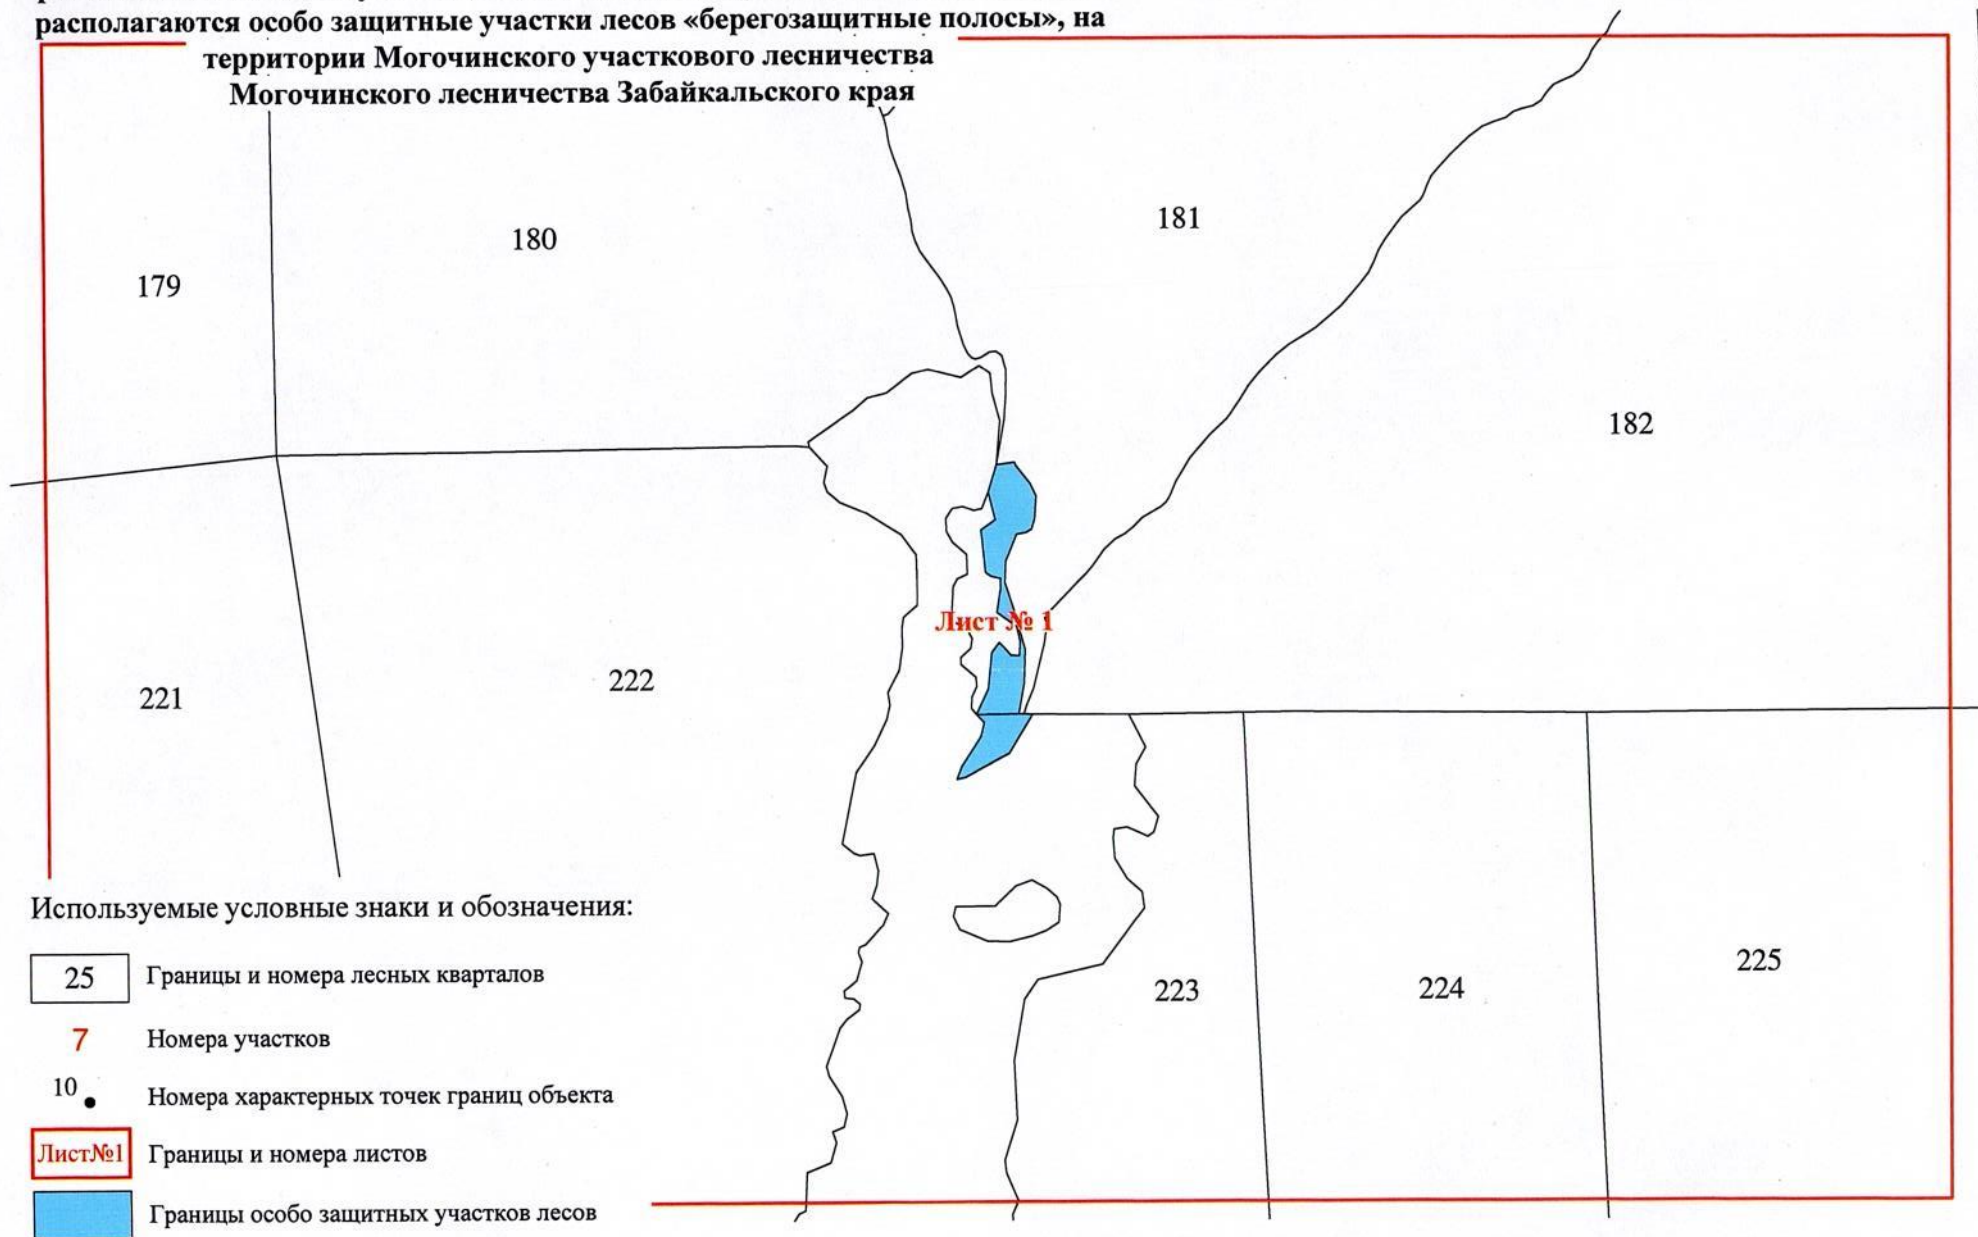 располагаются особо защитные участки лесов «берегозащитные полосы», на
территории Могочинского участкового лесничества
Могочинского лесничества Забайкальского края
181
180
179
182
Лист № 1
222
221
225
224
223
Используемые условные знаки и обозначения:
25 Границы и номера лесных кварталов
7 Номера участков
10 Номера характерных точек границ объекта
Лист№1 Границы и номера листов
Границы особо защитных участков лесов